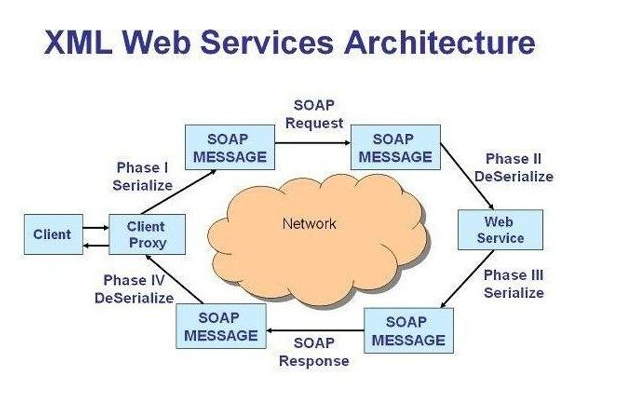 XML Web Services Architecture
SOAP
Request
SOAP
MESSAGE
SOAP
MESSAGE
Phase I
Serialize
Phase II
DeSerialize
Client
Client
Proxy
Network
Web
Service
Phase IV
DeSerialize
Phase III
Serialize
SOAP
MESSAGE
SOAP
Response
SOAP
MESSAGE